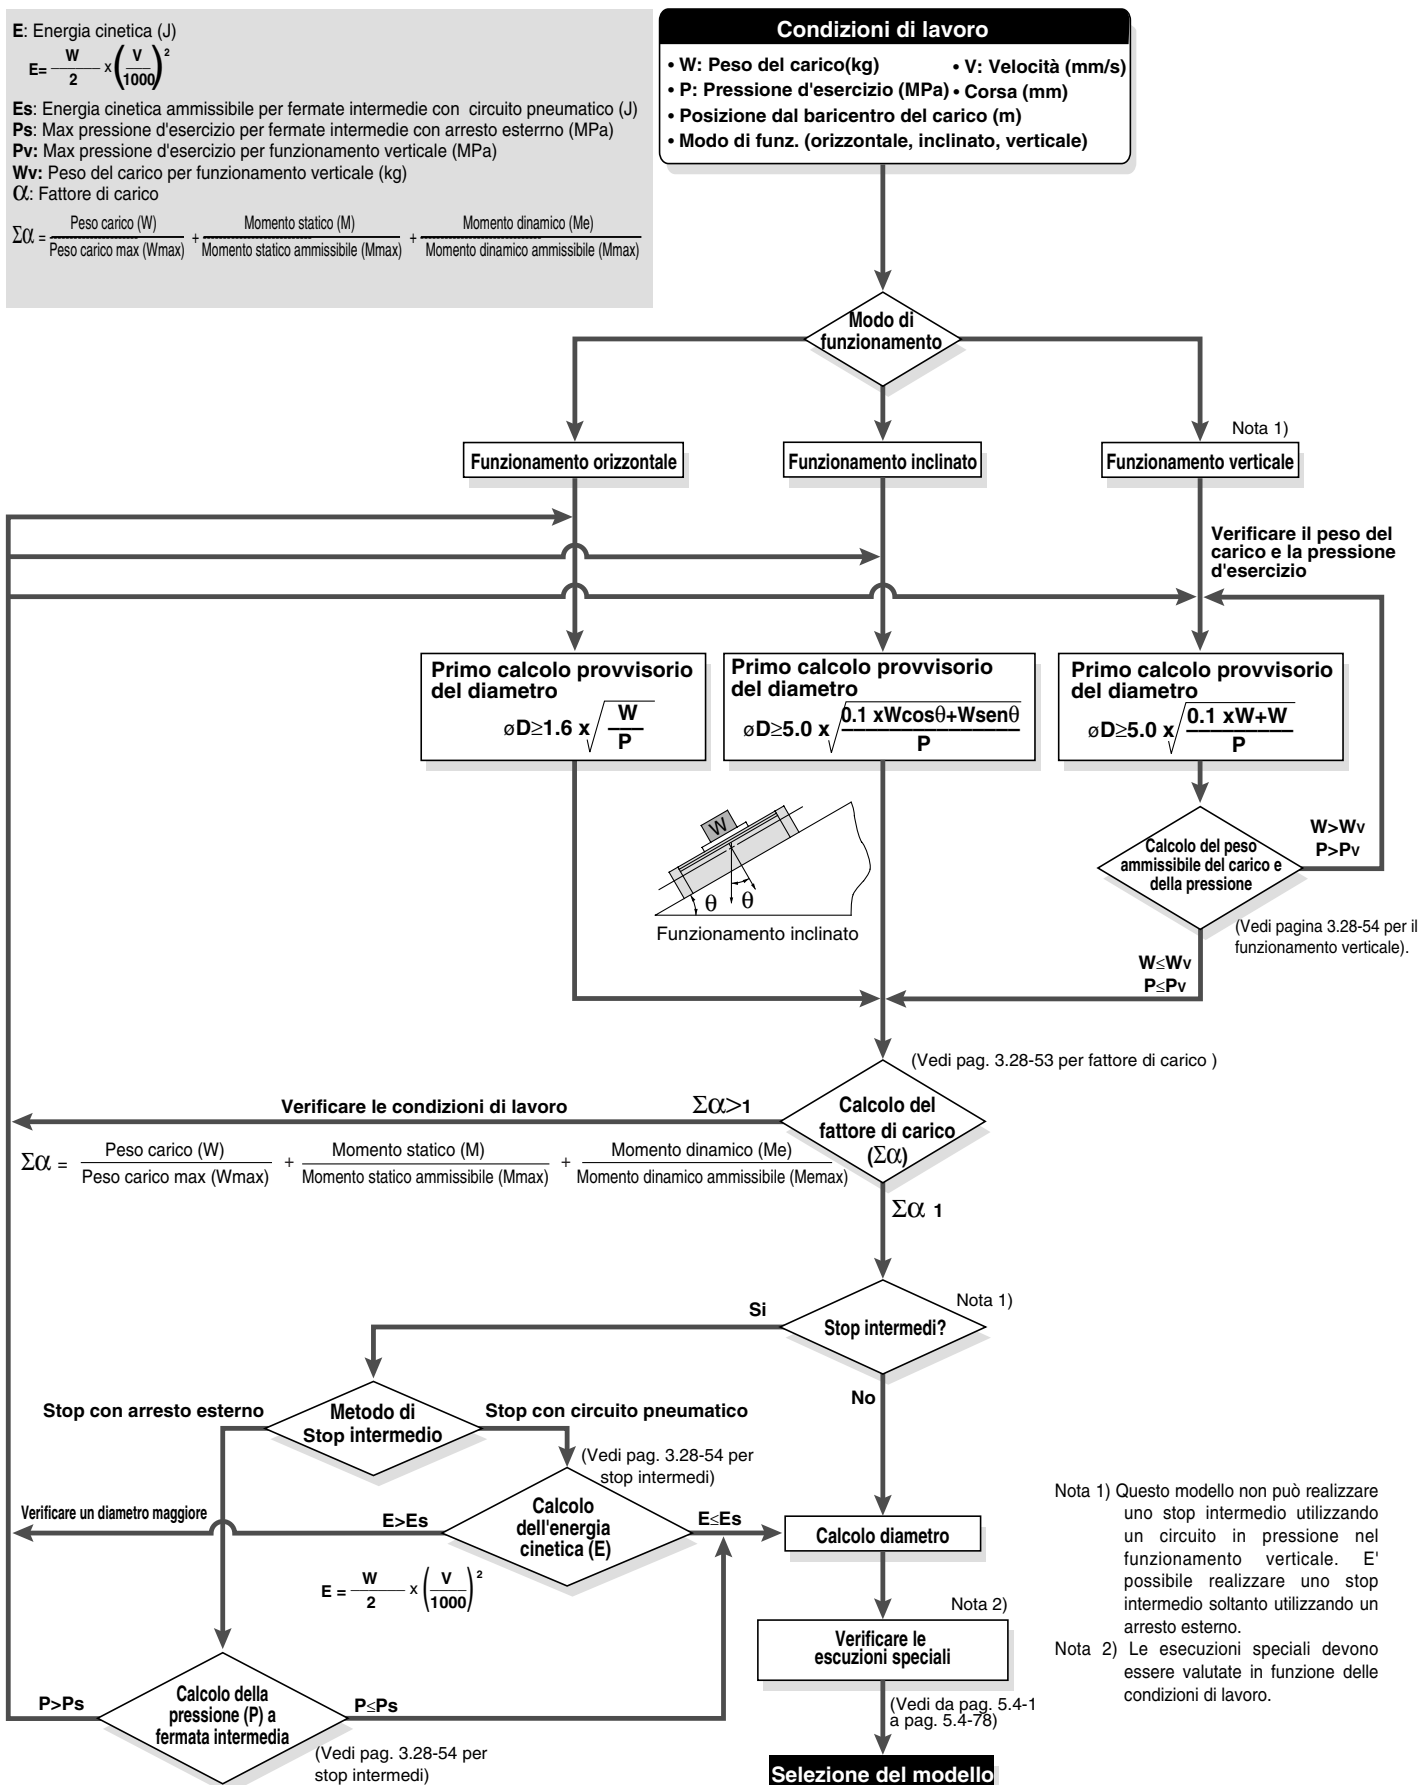 E: Energia cinetica (J)
E= W/2 x (V/1000)²
Es: Energia cinetica ammissibile per fermate intermedie con circuito pneumatico (J)
Ps: Max pressione d'esercizio per fermate intermedie con arresto esterrno (MPa)
Pv: Max pressione d'esercizio per funzionamento verticale (MPa)
Wv: Peso del carico per funzionamento verticale (kg)
α: Fattore di carico
Σα = Peso carico (W)/Peso carico max (Wmax) + Momento statico (M)/Momento statico ammissibile (Mmax) + Momento dinamico (Me)/Momento dinamico ammissibile (Mmax)
Condizioni di lavoro
• W: Peso del carico(kg) • V: Velocità (mm/s)
• P: Pressione d'esercizio (MPa) • Corsa (mm)
• Posizione dal baricentro del carico (m)
• Modo di funz. (orizzontale, inclinato, verticale)
Modo di
funzionamento
Nota 1)
Funzionamento orizzontale
Funzionamento inclinato
Funzionamento verticale
Verificare il peso del
carico e la pressione
d'esercizio
Primo calcolo provvisorio
del diametro
øD≥1.6 x √(W/P)
Primo calcolo provvisorio
del diametro
øD≥5.0 x √((0.1 xWcosθ+Wsenθ)/P)
Primo calcolo provvisorio
del diametro
øD≥5.0 x √((0.1 xW+W)/P)
W
θ θ
Funzionamento inclinato
Calcolo del peso
ammissibile del carico e
della pressione
W>Wv
P>Pv
(Vedi pagina 3.28-54 per il
funzionamento verticale).
W≤Wv
P≤Pv
(Vedi pag. 3.28-53 per fattore di carico )
Calcolo del
fattore di carico
(Σα)
Verificare le condizioni di lavoro
Σα>1
Σα = Peso carico (W)/Peso carico max (Wmax) + Momento statico (M)/Momento statico ammissibile (Mmax) + Momento dinamico (Me)/Momento dinamico ammissibile (Memax)
Σα 1
Nota 1)
Si
Stop intermedi?
No
Stop con arresto esterno
Metodo di
Stop intermedio
Stop con circuito pneumatico
(Vedi pag. 3.28-54 per
stop intermedi)
Verificare un diametro maggiore
E>Es
Calcolo
dell'energia
cinetica (E)
E≤Es
E = W/2 x (V/1000)²
Calcolo diametro
Nota 2)
Verificare le
escuzioni speciali
(Vedi da pag. 5.4-1
a pag. 5.4-78)
P>Ps
Calcolo della
pressione (P) a
fermata intermedia
P≤Ps
(Vedi pag. 3.28-54 per
stop intermedi)
Selezione del modello
Nota 1) Questo modello non può realizzare
uno stop intermedio utilizzando
un circuito in pressione nel
funzionamento verticale. E'
possibile realizzare uno stop
intermedio soltanto utilizzando un
arresto esterno.
Nota 2) Le esecuzioni speciali devono
essere valutate in funzione delle
condizioni di lavoro.